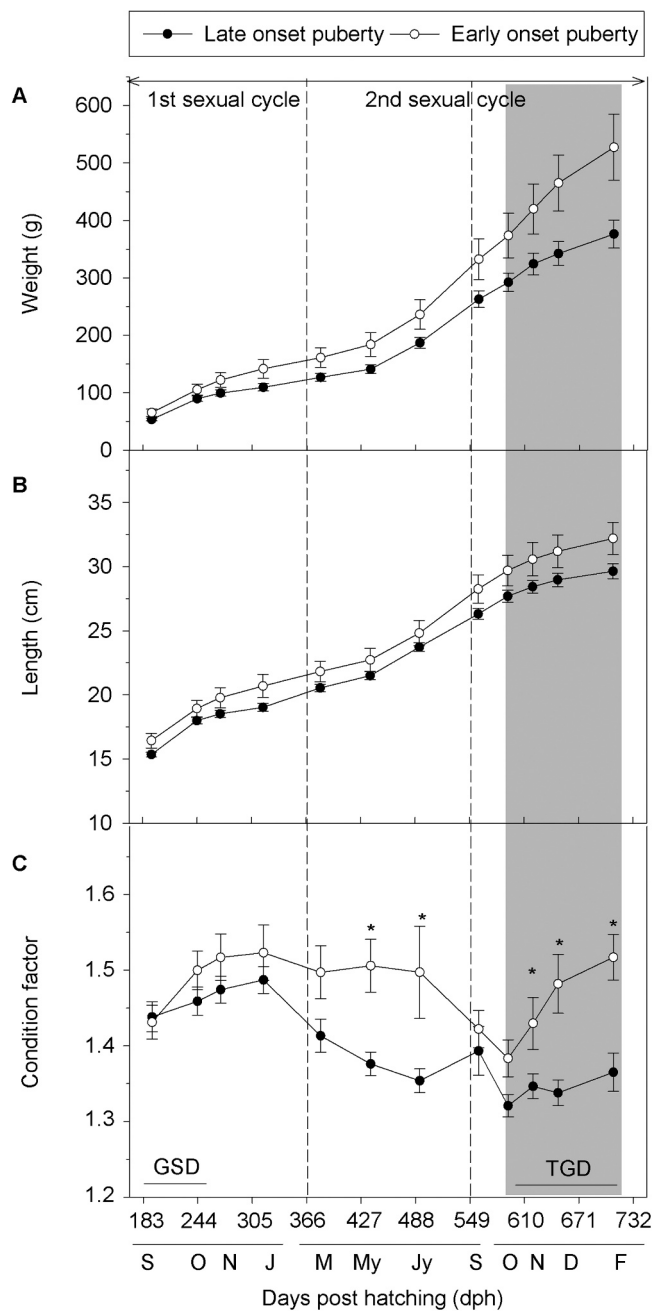 Late onset puberty Early onset puberty
A
1st sexual cycle 2nd sexual cycle
600
500
400
300
200
100
0
Weight (g)
B
35
30
25
20
15
10
Length (cm)
C
1.6
1.5
1.4
1.3
1.2
Condition factor
* * * * *
GSD TGD
183 244 305 366 427 488 549 610 671 732
S O N J M My Jy S O N D F
Days post hatching (dph)